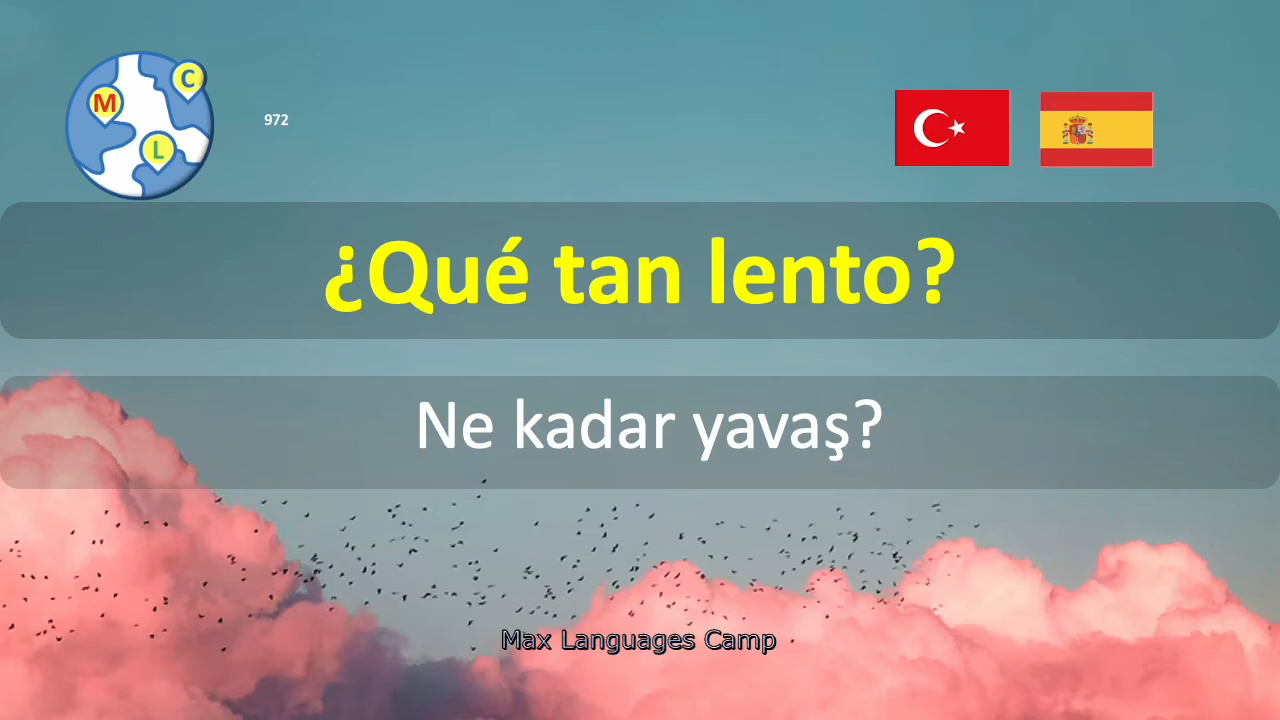 C
M
L
972
¿Qué tan lento?
Ne kadar yavaş?
Max Languages Camp